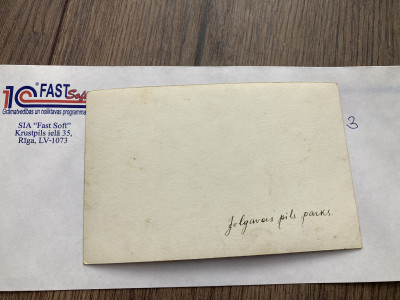 1C FAST Soft
Grāmatvedības un noliktavas programma
SIA "Fast Soft"
Krustpils ielā 35,
Rīga, LV-1073
3
Jelgavas pils parks.